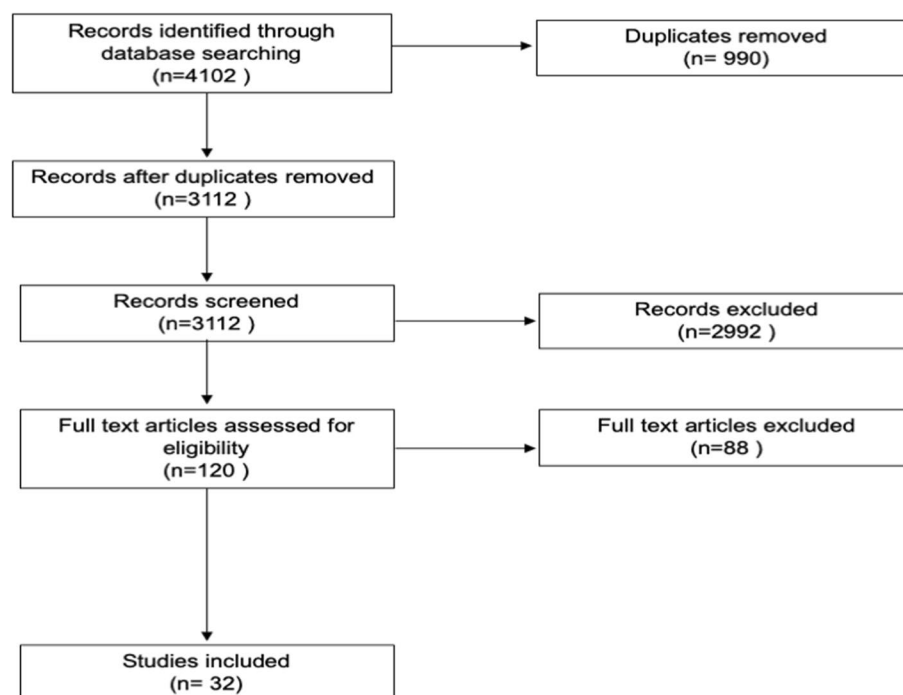 Records identified through
database searching
(n=4102 )
Duplicates removed
(n= 990)
Records after duplicates removed
(n=3112 )
Records screened
(n=3112 )
Records excluded
(n=2992 )
Full text articles assessed for
eligibility
(n=120 )
Full text articles excluded
(n=88 )
Studies included
(n= 32)